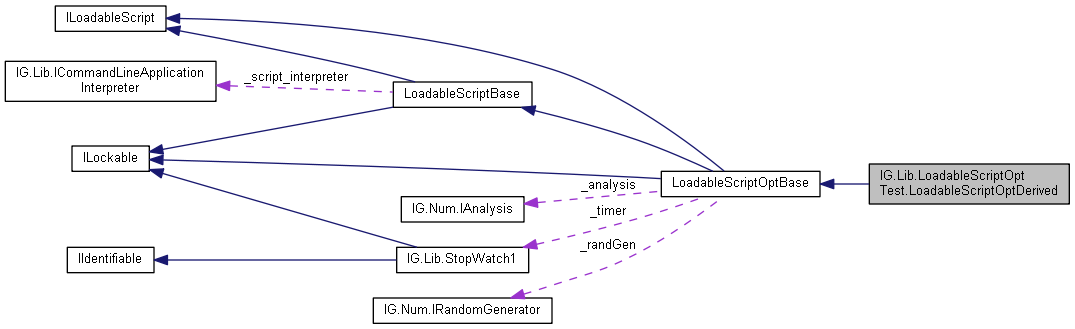 ILoadableScript
IG.Lib.ICommandLineApplication
Interpreter
_script_interpreter
LoadableScriptBase
ILockable
LoadableScriptOptBase
IG.Lib.LoadableScriptOpt
Test.LoadableScriptOptDerived
_analysis
IG.Num.IAnalysis
_timer
_randGen
IIdentifiable
IG.Lib.StopWatch1
IG.Num.IRandomGenerator